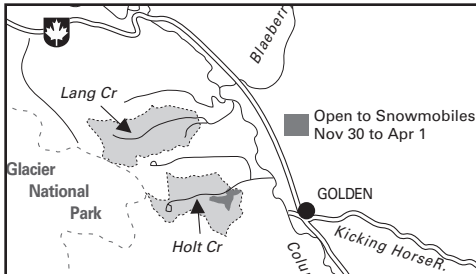 Blaeberry
Lang Cr
Open to Snowmobiles
Nov 30 to Apr 1
Glacier
National
Park
GOLDEN
Holt Cr
Kicking HorseR.
Colu